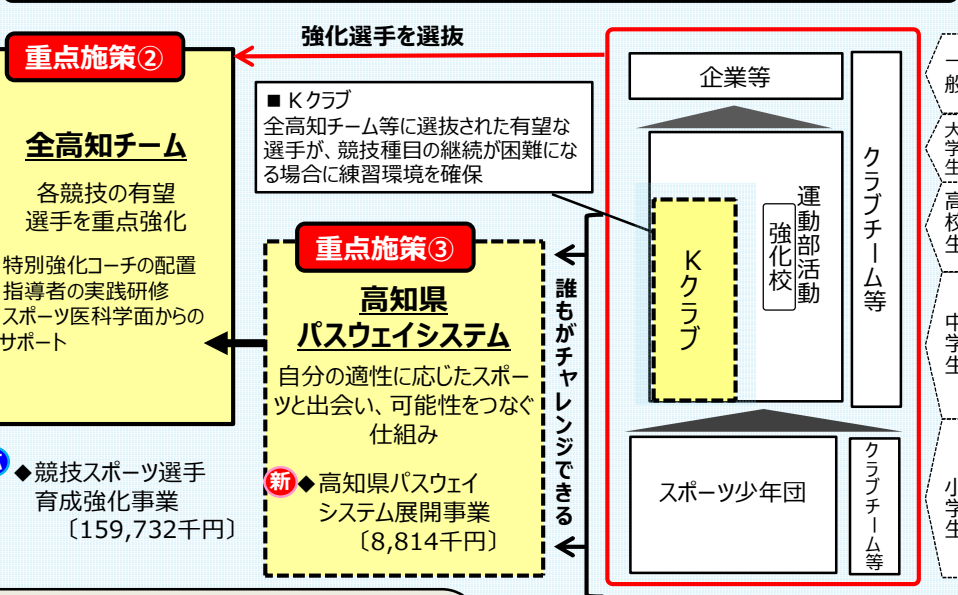 強化選手を選抜
重点施策②
全高知チーム
各競技の有望
選手を重点強化
特別強化コーチの配置
指導者の実践研修
スポーツ医科学面からの
サポート
◆競技スポーツ選手
育成強化事業
〔159,732千円〕
■ Kクラブ
全高知チーム等に選抜された有望な
選手が、競技種目の継続が困難にな
る場合に練習環境を確保
重点施策③
高知県
パスウェイシステム
自分の適性に応じたスポー
ツと出会い、可能性をつなぐ
仕組み
新◆高知県パスウェイ
システム展開事業
〔8,814千円〕
誰もがチャレンジできる
企業等
クラブチーム等
運動部活動
強化校
Kクラブ
スポーツ少年団
クラブチーム等
一般
大学生
高校生
中学生
小学生